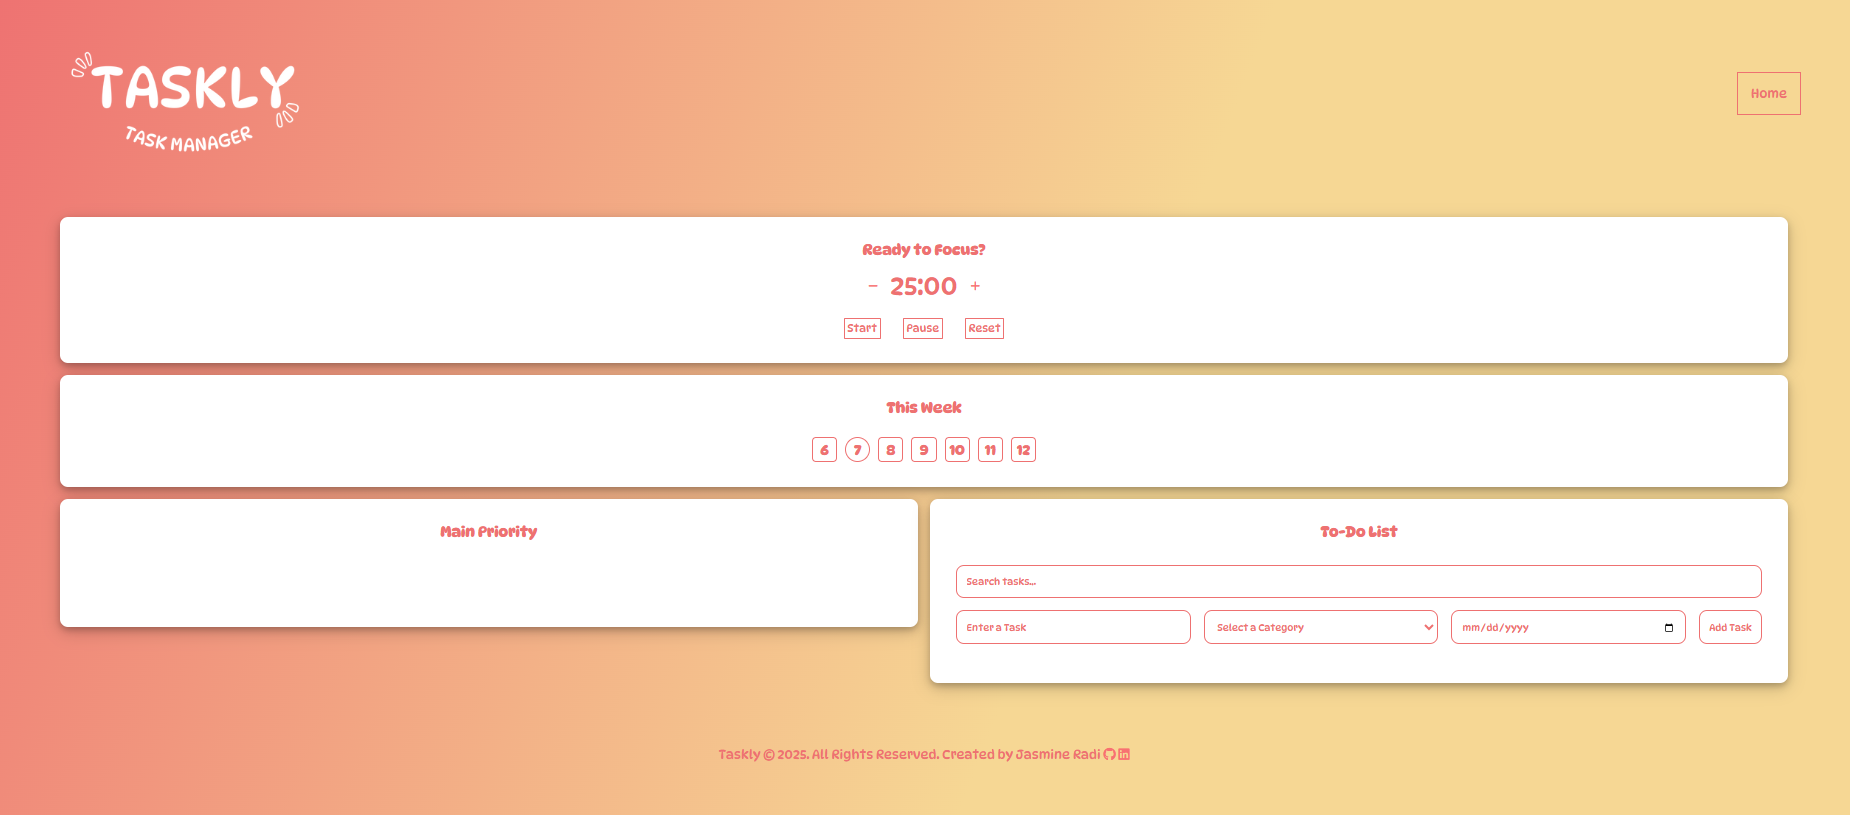 TASKLY
TASK MANAGER
Home
Ready to Focus?
- 25:00 +
Start Pause Reset
This Week
6 7 8 9 10 11 12
Main Priority
To-Do List
Search tasks...
Enter a Task Select a Category mm/dd/yyyy Add Task
Taskly © 2025. All Rights Reserved. Created by Jasmine Radi